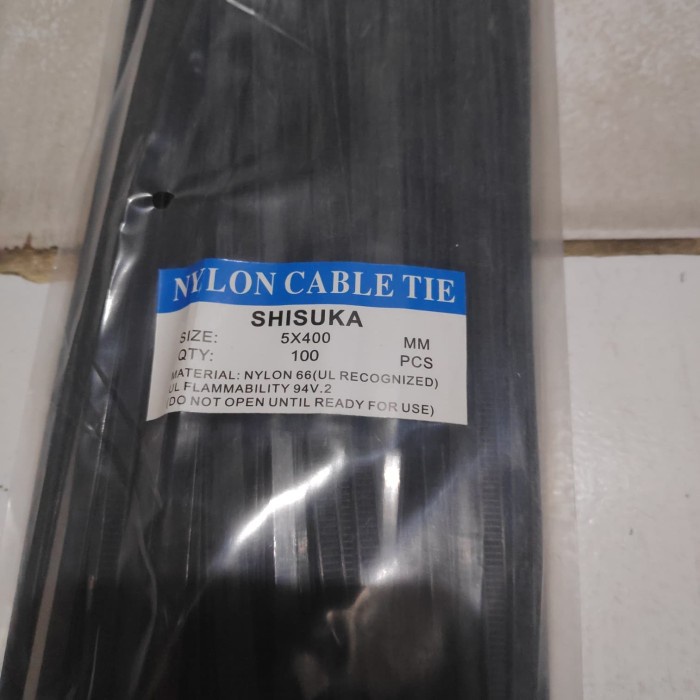 NYLON CABLE TIE
SHISUKA
SIZE: 5X400 MM
QTY: 100 PCS
MATERIAL: NYLON 66(UL RECOGNIZED)
UL FLAMMABILITY 94V.2
(DO NOT OPEN UNTIL READY FOR USE)